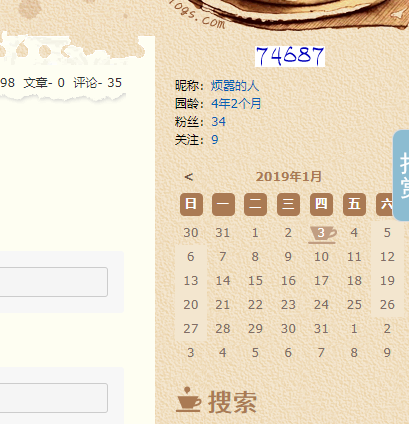 ogs.com
74687
98 文章- 0 评论- 35
昵称：烦嚣的人
园龄：4年2个月
粉丝：34
关注：9
< 2019年1月
日 一 二 三 四 五 六
30 31 1 2 3 4 5
6 7 8 9 10 11 12
13 14 15 16 17 18 19
20 21 22 23 24 25 26
27 28 29 30 31 1 2
3 4 5 6 7 8 9
搜索